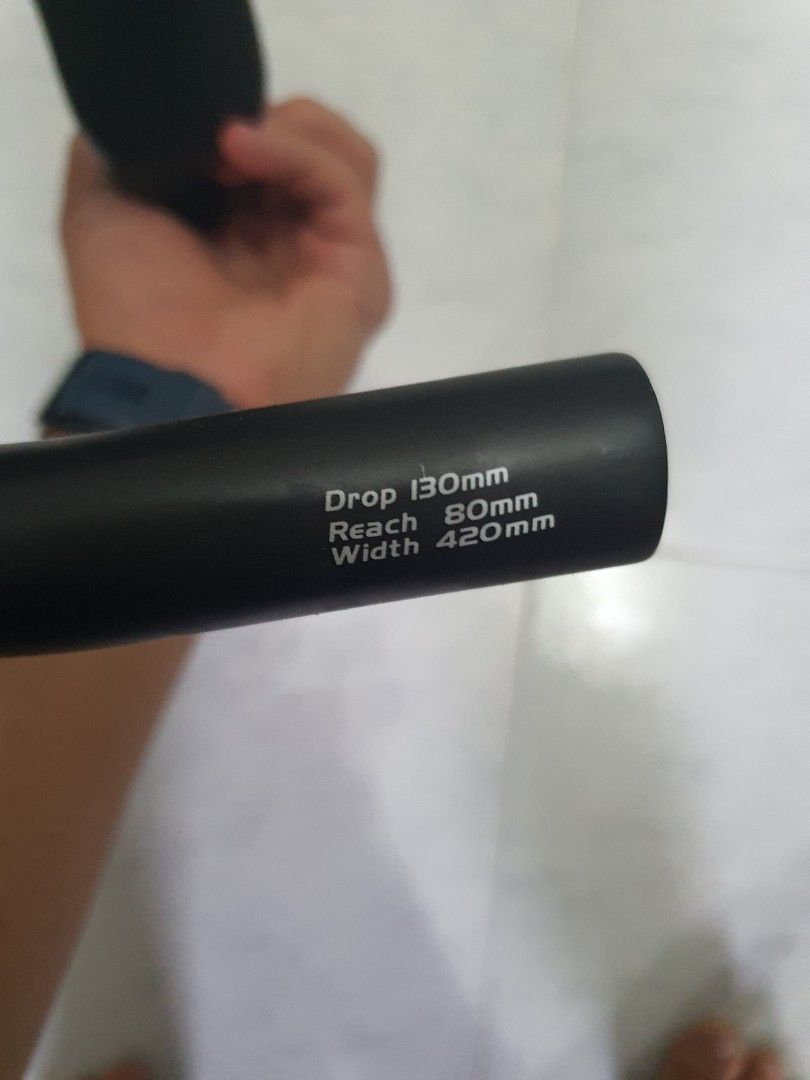 Drop 130mm
Reach 80mm
Width 420mm